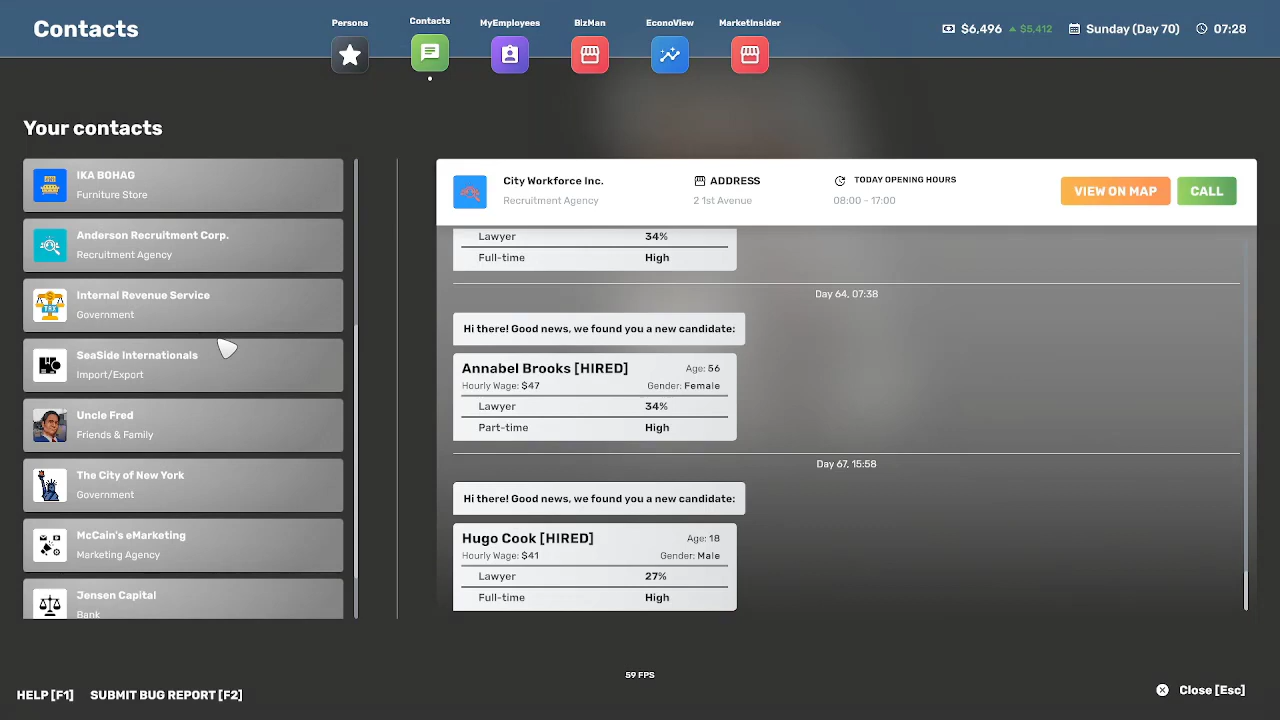 Contacts
Persona
Contacts
MyEmployees
BizMan
EconoView
MarketInsider
$6,496 ▲ $5,412
Sunday (Day 70)
07:28
Your contacts
IKA BOHAG
Furniture Store
Anderson Recruitment Corp.
Recruitment Agency
Internal Revenue Service
Government
SeaSide Internationals
Import/Export
Uncle Fred
Friends & Family
The City of New York
Government
McCain's eMarketing
Marketing Agency
Jensen Capital
Bank
City Workforce Inc.
Recruitment Agency
ADDRESS
2 1st Avenue
TODAY OPENING HOURS
08:00 - 17:00
VIEW ON MAP
CALL
Lawyer 34%
Full-time High
Day 64, 07:38
Hi there! Good news, we found you a new candidate:
Annabel Brooks [HIRED] Age: 56
Hourly Wage: $47 Gender: Female
Lawyer 34%
Part-time High
Day 67, 15:58
Hi there! Good news, we found you a new candidate:
Hugo Cook [HIRED] Age: 18
Hourly Wage: $41 Gender: Male
Lawyer 27%
Full-time High
59 FPS
HELP [F1] SUBMIT BUG REPORT [F2]
Close [Esc]